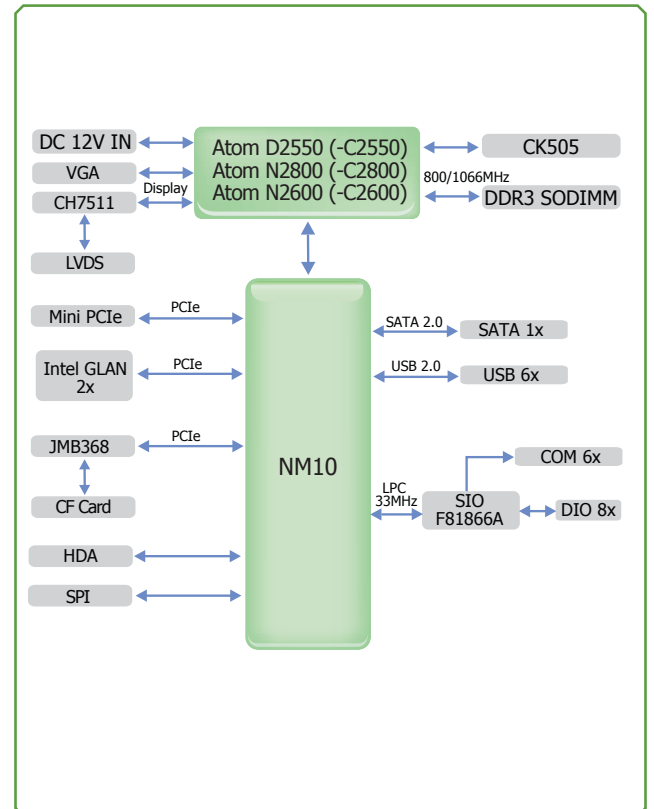 DC 12V IN
VGA
CH7511
Display
LVDS
Atom D2550 (-C2550)
Atom N2800 (-C2800)
Atom N2600 (-C2600)
CK505
800/1066MHz
DDR3 SODIMM
Mini PCIe
PCIe
Intel GLAN
2x
PCIe
JMB368
PCIe
CF Card
HDA
SPI
NM10
SATA 2.0
SATA 1x
USB 2.0
USB 6x
LPC
33MHz
SIO
F81866A
COM 6x
DIO 8x